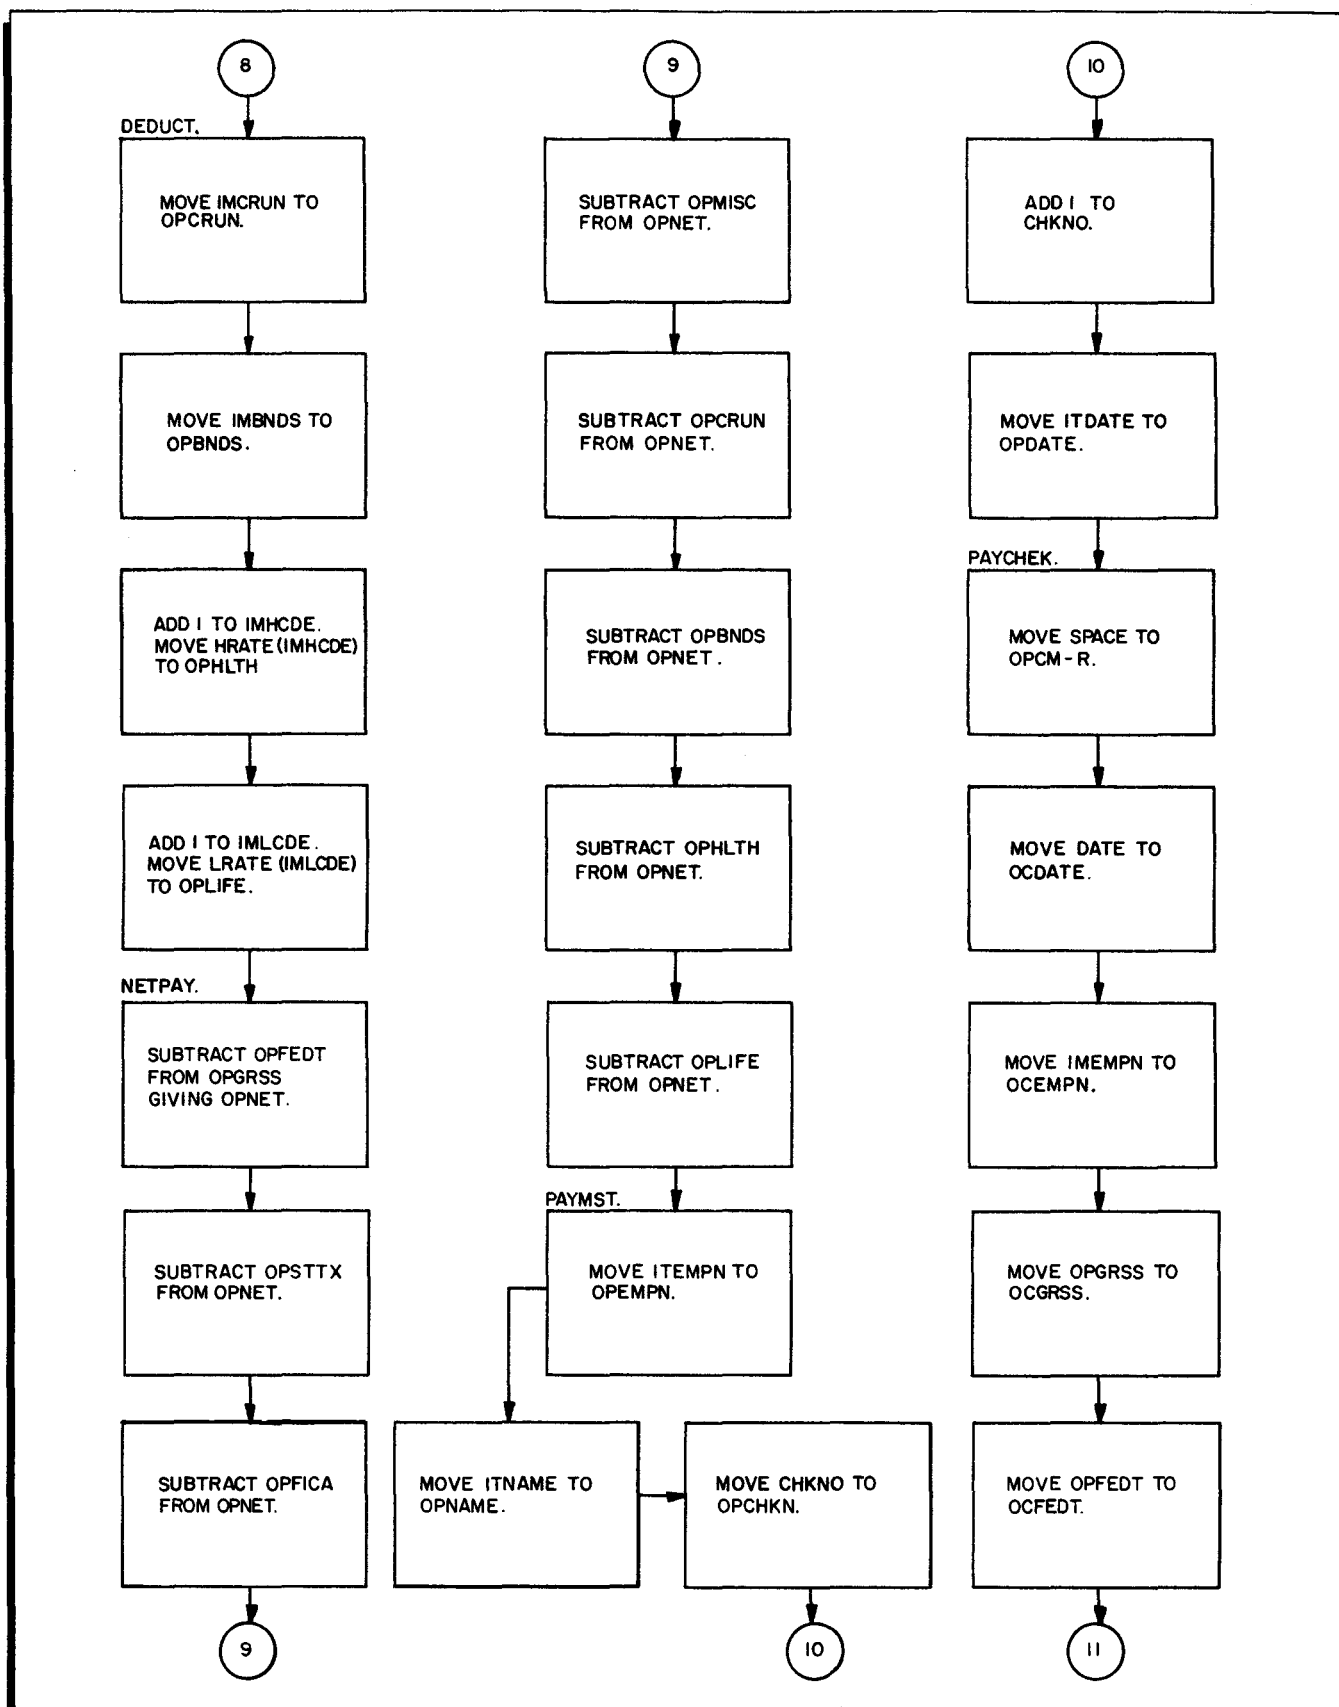 8
DEDUCT.
MOVE IMCRUN TO
OPCRUN.
MOVE IMBNDS TO
OPBNDS.
ADD 1 TO IMHCDE.
MOVE HRATE (IMHCDE)
TO OPHLTH
ADD 1 TO IMLCDE.
MOVE LRATE (IMLCDE)
TO OPLIFE.
NETPAY.
SUBTRACT OPFEDT
FROM OPGRSS
GIVING OPNET.
SUBTRACT OPSTTX
FROM OPNET.
SUBTRACT OPFICA
FROM OPNET.
9
9
SUBTRACT OPMISC
FROM OPNET.
SUBTRACT OPCRUN
FROM OPNET.
SUBTRACT OPBNDS
FROM OPNET.
SUBTRACT OPHLTH
FROM OPNET.
SUBTRACT OPLIFE
FROM OPNET.
PAYMST.
MOVE ITEMPN TO
OPEMPN.
MOVE ITNAME TO
OPNAME.
MOVE CHKNO TO
OPCHKN.
10
10
ADD 1 TO
CHKNO.
MOVE ITDATE TO
OPDATE.
PAYCHEK.
MOVE SPACE TO
OPCM-R.
MOVE DATE TO
OCDATE.
MOVE IMEMPN TO
OCEMPN.
MOVE OPGRSS TO
OCGRSS.
MOVE OPFEDT TO
OCFEDT.
11